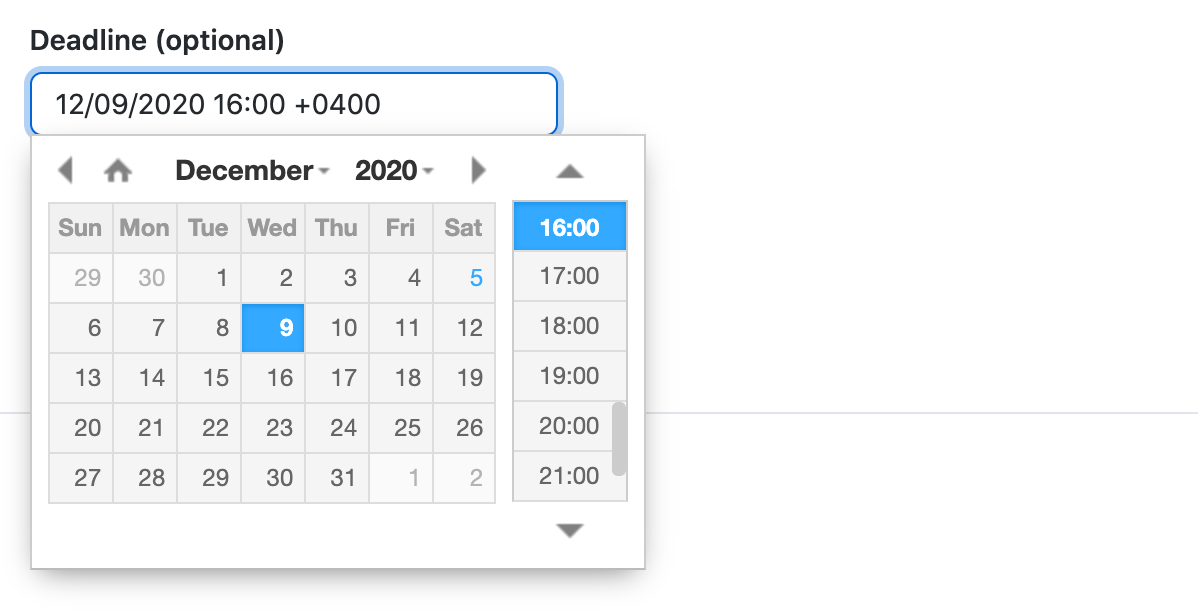 Deadline (optional)
12/09/2020 16:00 +0400
December 2020
Sun Mon Tue Wed Thu Fri Sat
29 30 1 2 3 4 5
6 7 8 9 10 11 12
13 14 15 16 17 18 19
20 21 22 23 24 25 26
27 28 29 30 31 1 2
16:00
17:00
18:00
19:00
20:00
21:00